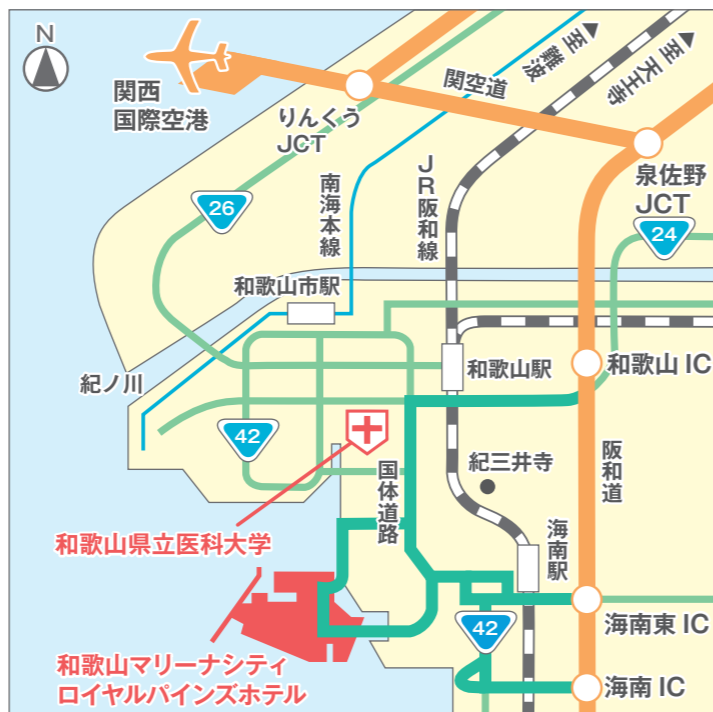 N
関西
国際空港
りんくう
JCT
関空道
至難波
至天王寺
泉佐野
JCT
26
南海本線
JR阪和線
24
和歌山市駅
紀ノ川
和歌山駅
和歌山 IC
42
国体道路
紀三井寺
阪和道
海南駅
和歌山県立医科大学
42
海南東 IC
和歌山マリーナシティ
ロイヤルパインズホテル
海南 IC